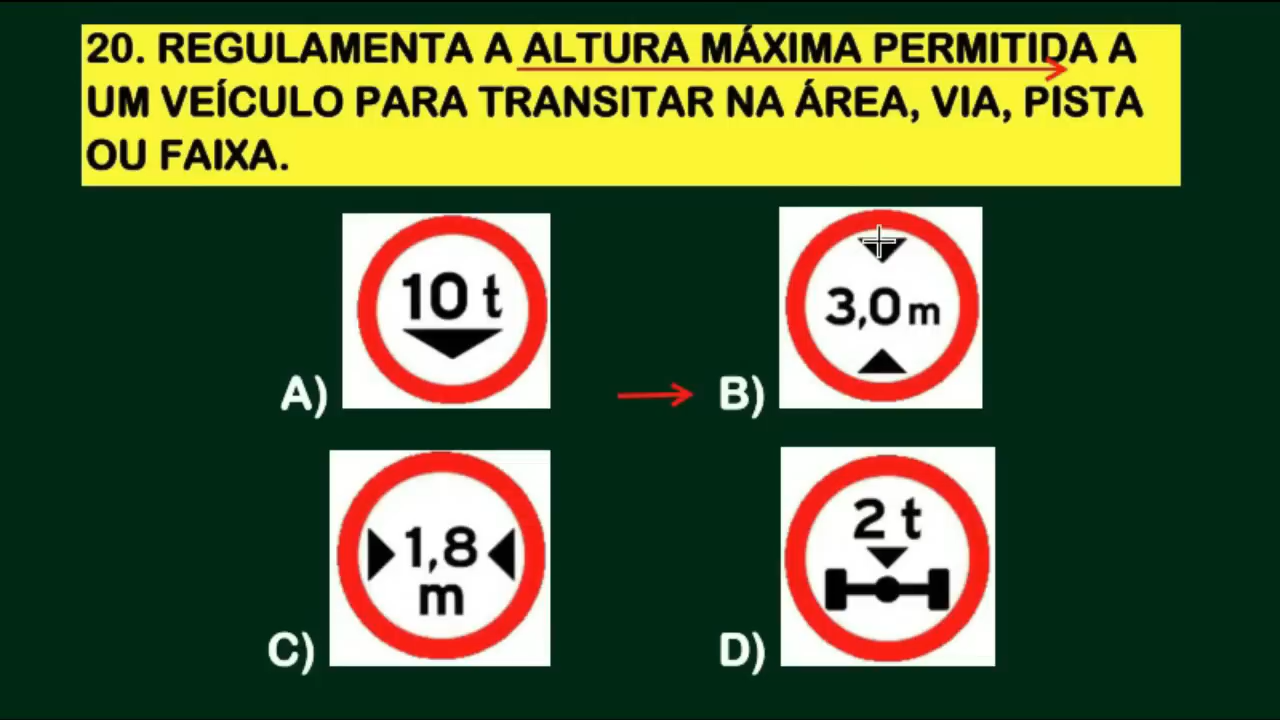 20. REGULAMENTA A ALTURA MÁXIMA PERMITIDA A
UM VEÍCULO PARA TRANSITAR NA ÁREA, VIA, PISTA
OU FAIXA.
10 t
A)
3,0 m
B)
1,8
m
C)
2 t
D)